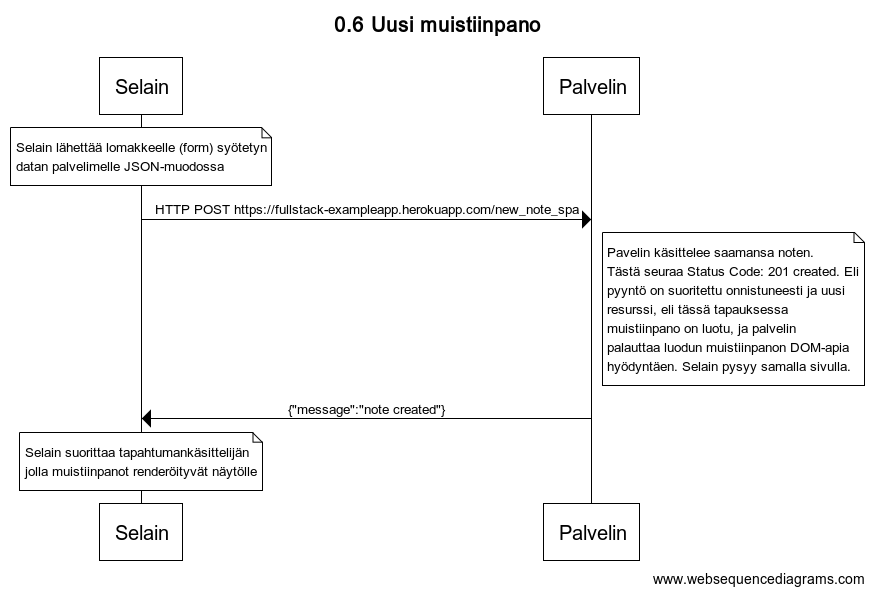 0.6 Uusi muistiinpano
Selain
Palvelin
Selain lähettää lomakkeelle (form) syötetyn
datan palvelimelle JSON-muodossa
HTTP POST https://fullstack-exampleapp.herokuapp.com/new_note_spa
Pavelin käsittelee saamansa noten.
Tästä seuraa Status Code: 201 created. Eli
pyyntö on suoritettu onnistuneesti ja uusi
resurssi, eli tässä tapauksessa
muistiinpano on luotu, ja palvelin
palauttaa luodun muistiinpanon DOM-apia
hyödyntäen. Selain pysyy samalla sivulla.
{"message":"note created"}
Selain suorittaa tapahtumankäsittelijän
jolla muistiinpanot renderöityvät näytölle
Selain
Palvelin
www.websequencediagrams.com